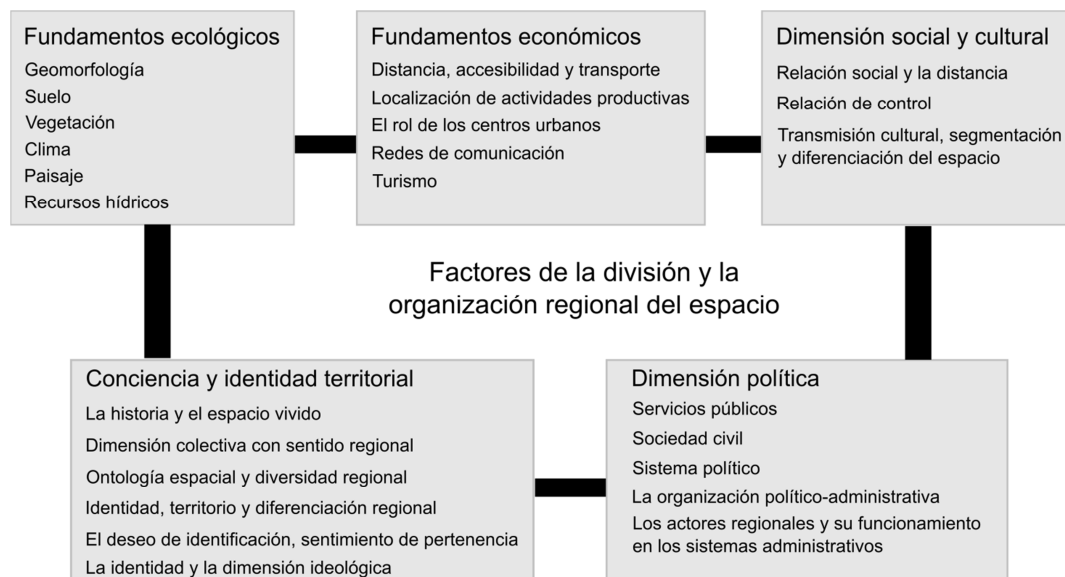 Fundamentos ecológicos
Geomorfología
Suelo
Vegetación
Clima
Paisaje
Recursos hídricos
Fundamentos económicos
Distancia, accesibilidad y transporte
Localización de actividades productivas
El rol de los centros urbanos
Redes de comunicación
Turismo
Dimensión social y cultural
Relación social y la distancia
Relación de control
Transmisión cultural, segmentación
y diferenciación del espacio
Factores de la división y la
organización regional del espacio
Conciencia y identidad territorial
La historia y el espacio vivido
Dimensión colectiva con sentido regional
Ontología espacial y diversidad regional
Identidad, territorio y diferenciación regional
El deseo de identificación, sentimiento de pertenencia
La identidad y la dimensión ideológica
Dimensión política
Servicios públicos
Sociedad civil
Sistema político
La organización político-administrativa
Los actores regionales y su funcionamiento
en los sistemas administrativos